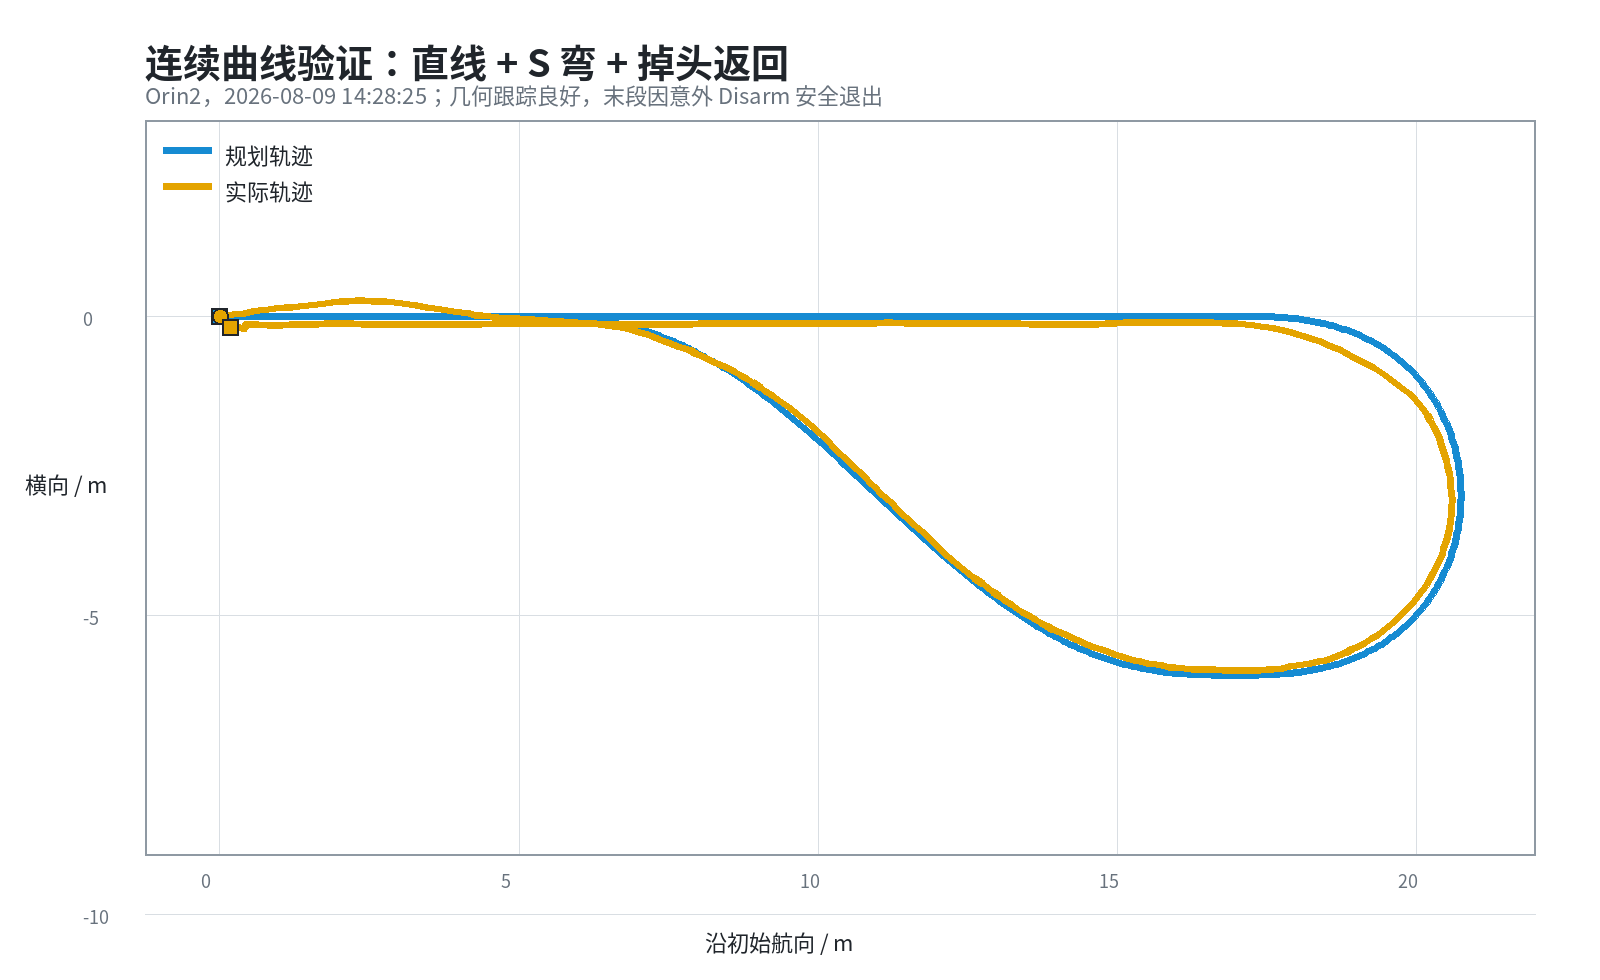 连续曲线验证：直线 + S 弯 + 掉头返回
Orin2，2026-08-09 14:28:25；几何跟踪良好，末段因意外 Disarm 安全退出
规划轨迹
实际轨迹
0
横向 / m
-5
0
5
10
15
20
-10
沿初始航向 / m